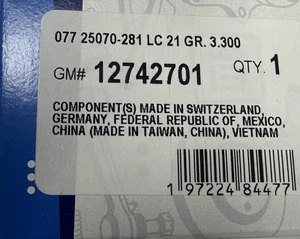 077 25070-281 LC 21 GR. 3.300
GM# 12742701 QTY. 1
COMPONENT(S) MADE IN SWITZERLAND,
GERMANY, FEDERAL REPUBLIC OF, MEXICO,
CHINA (MADE IN TAIWAN, CHINA), VIETNAM
1 97224 84477